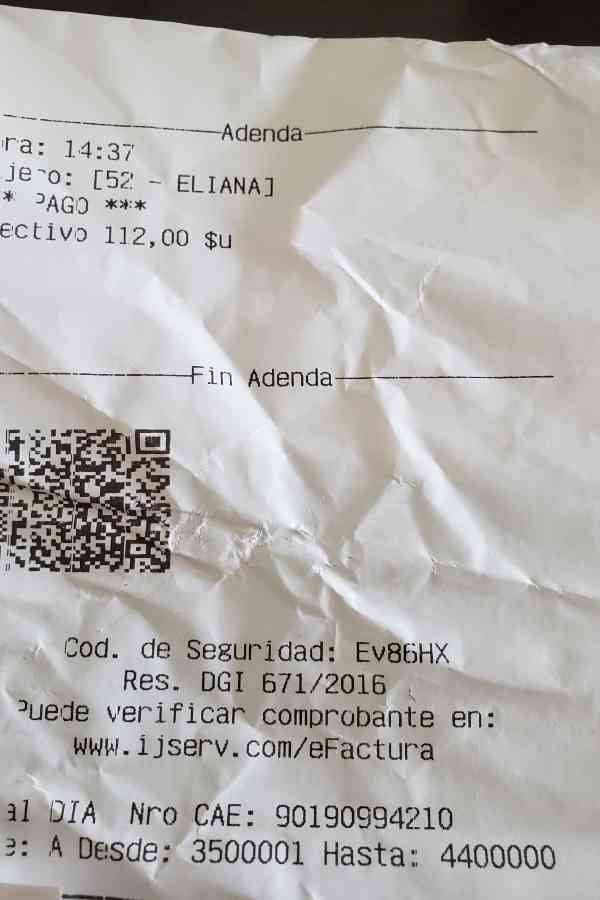 Adenda
ra: 14:37
jero: [52 - ELIANA]
* PAGO ***
ectivo 112,00 $u
Fin Adenda
Cod. de Seguridad: Ev86HX
Res. DGI 671/2016
Puede verificar comprobante en:
www.ijserv.com/eFactura
al DIA Nro CAE: 90190994210
e: A Desde: 3500001 Hasta: 4400000